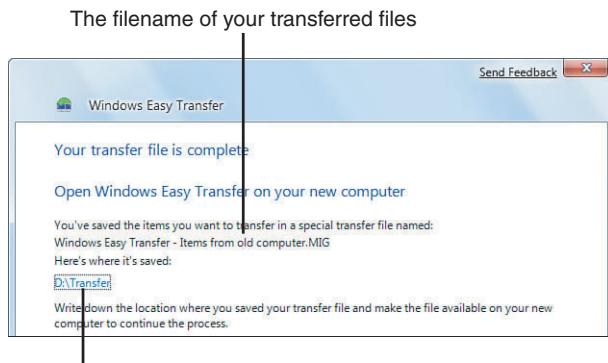 The filename of your transferred files
Send Feedback
Windows Easy Transfer
Your transfer file is complete
Open Windows Easy Transfer on your new computer
You've saved the items you want to transfer in a special transfer file named:
Windows Easy Transfer - Items from old computer.MIG
Here's where it's saved:
D:\Transfer
Write down the location where you saved your transfer file and make the file available on your new
computer to continue the process.